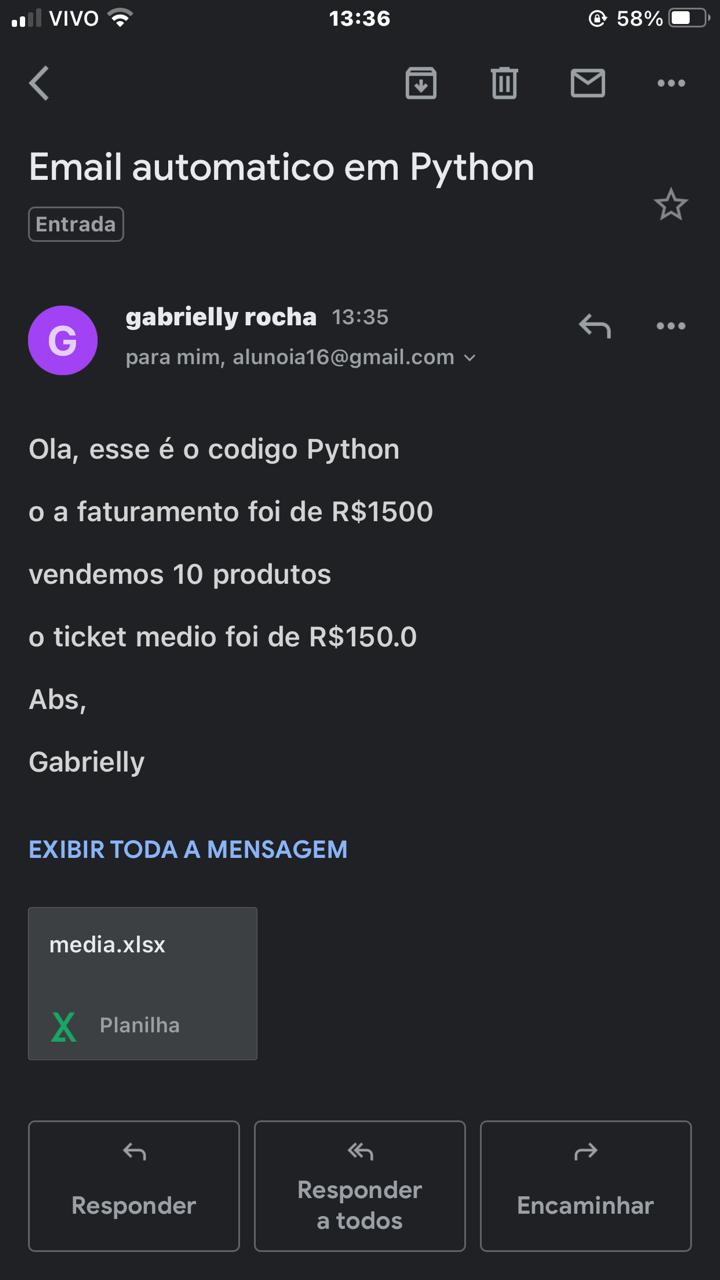 VIVO 13:36 58%
Email automatico em Python
Entrada
gabrielly rocha 13:35
para mim, alunoia16@gmail.com
Ola, esse é o codigo Python
o a faturamento foi de R$1500
vendemos 10 produtos
o ticket medio foi de R$150.0
Abs,
Gabrielly
EXIBIR TODA A MENSAGEM
media.xlsx
Planilha
Responder
Responder
a todos
Encaminhar